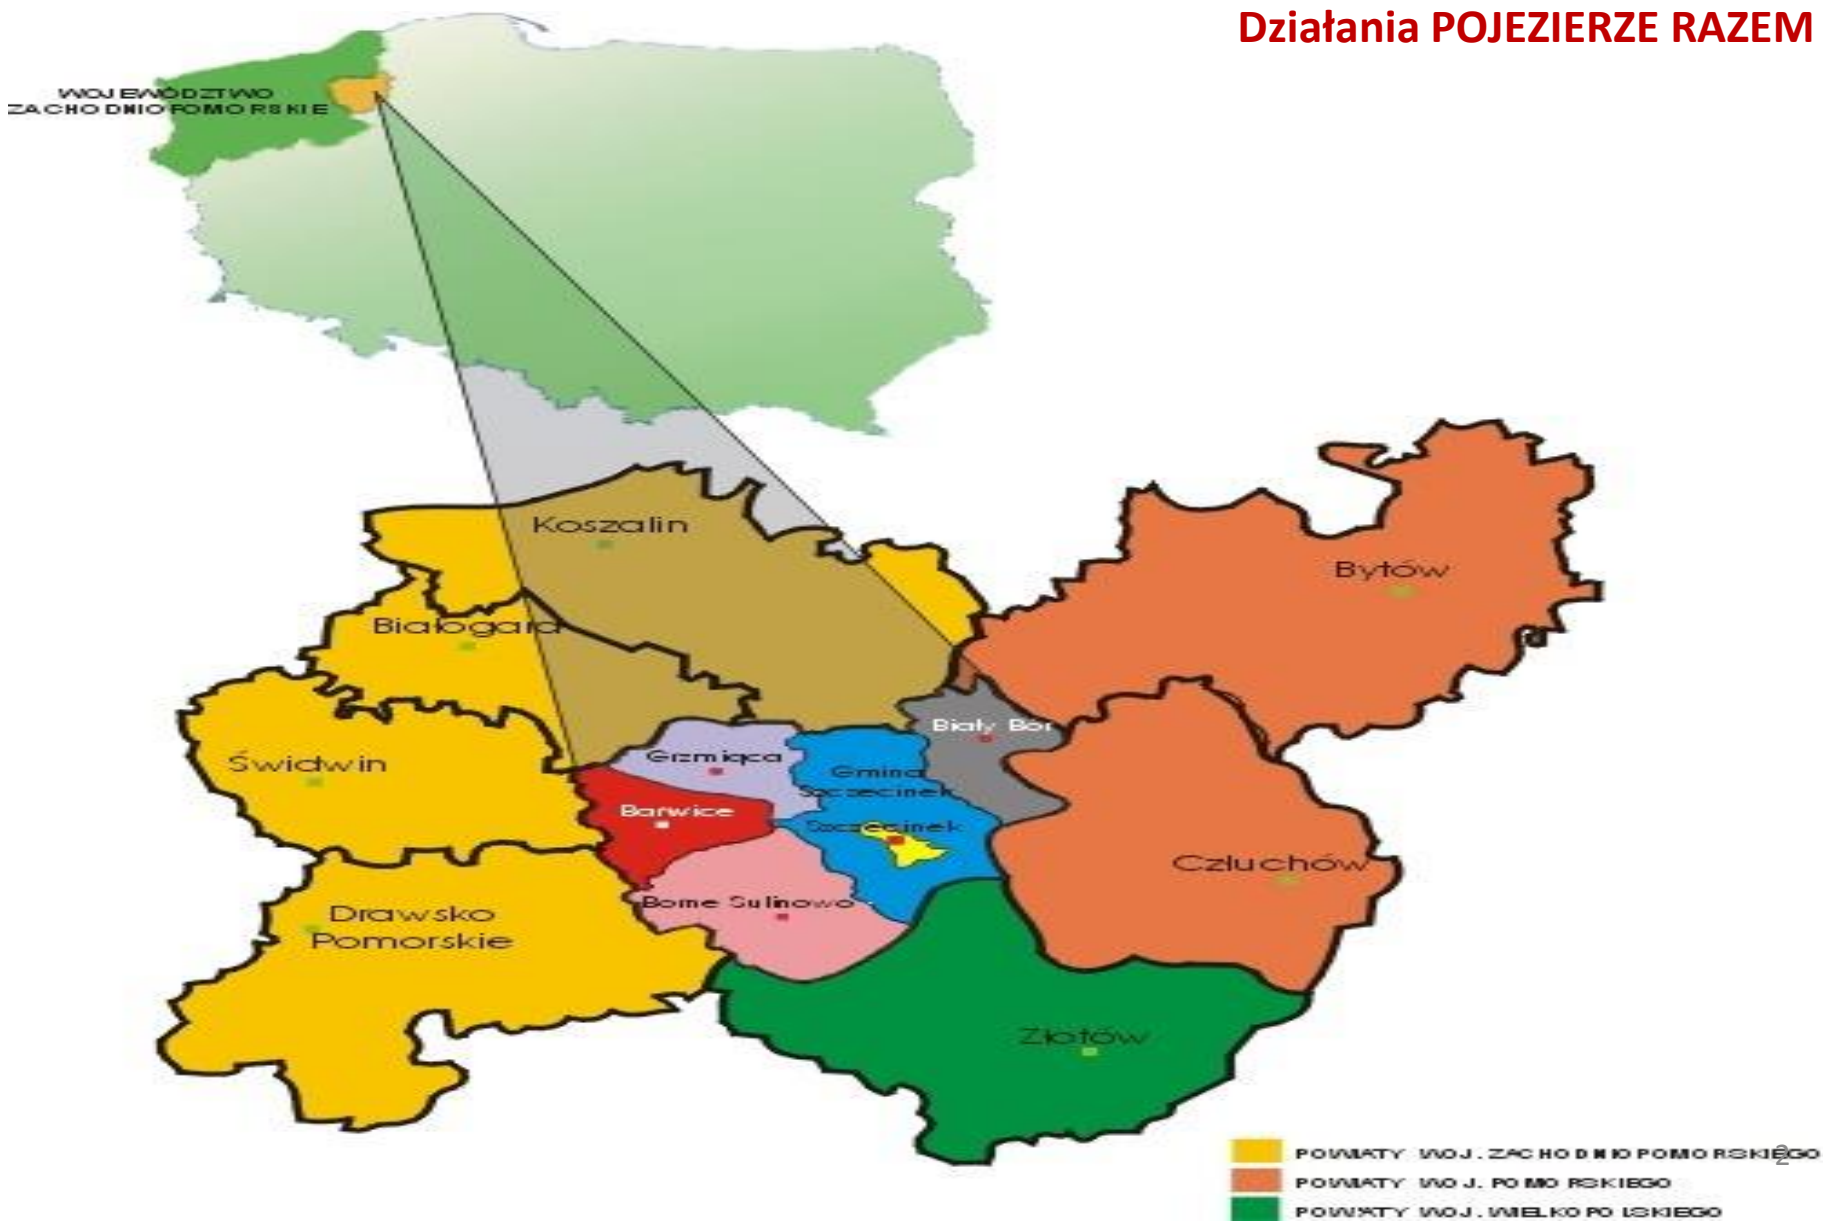 Działania POJEZIERZE RAZEM
WOJEWÓDZTWO
ZACHODNIOPOMORSKIE
Koszalin
Bytów
Białogard
Biały Bór
Grzmiąca
Świdwin
Gmina
Szczecinek
Barwice
Szczecinek
Człuchów
Borne Sulinowo
Drawsko
Pomorskie
Złotów
POWIATY WOJ. ZACHODNIOPOMORSKIEGO
2
POWIATY WOJ. POMORSKIEGO
POWIATY WOJ. WIELKOPOLSKIEGO